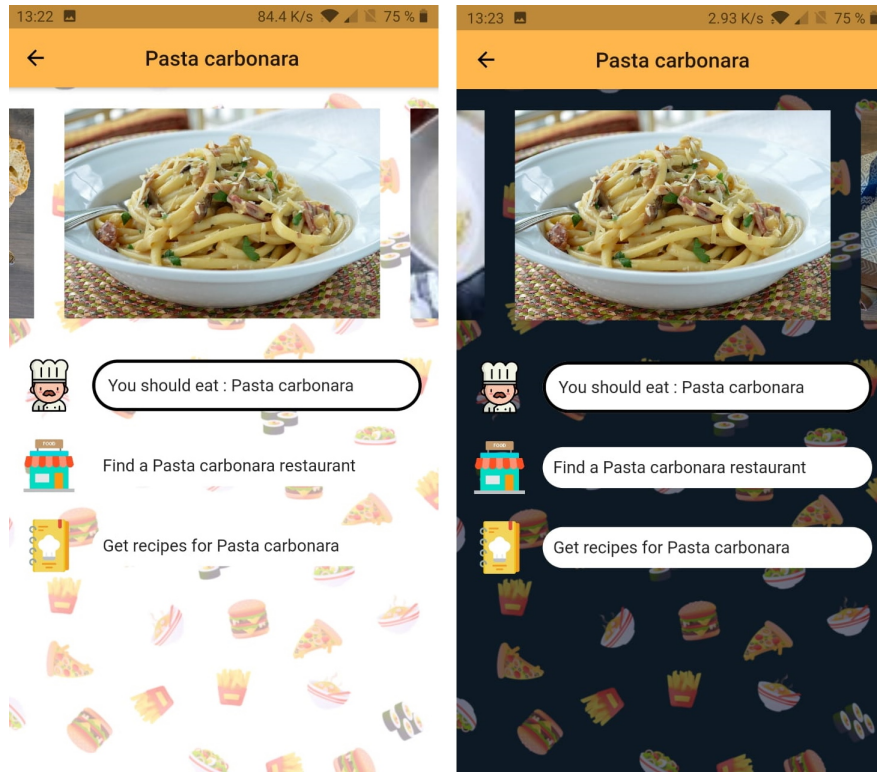 13:22 84.4 K/s 75 %
Pasta carbonara
You should eat : Pasta carbonara
FOOD
Find a Pasta carbonara restaurant
Get recipes for Pasta carbonara
13:23 2.93 K/s 75 %
Pasta carbonara
You should eat : Pasta carbonara
FOOD
Find a Pasta carbonara restaurant
Get recipes for Pasta carbonara